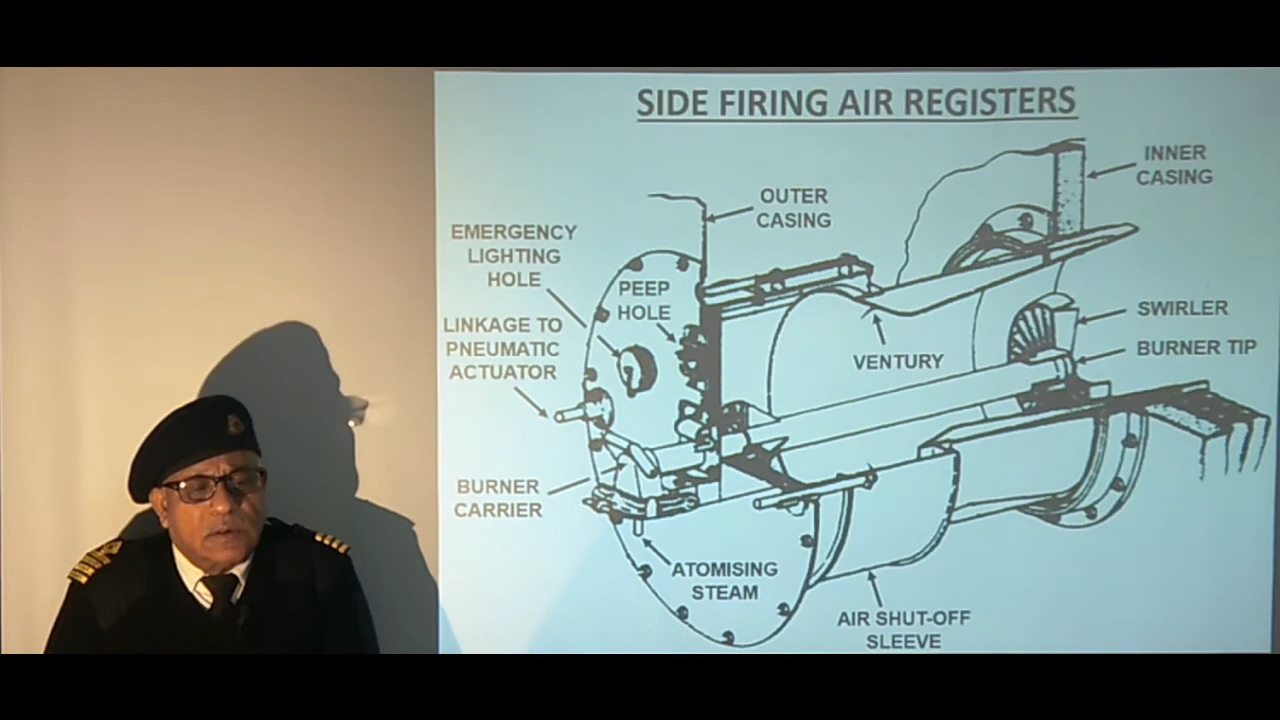 SIDE FIRING AIR REGISTERS
INNER
CASING
OUTER
CASING
EMERGENCY
LIGHTING
HOLE
PEEP
HOLE
LINKAGE TO
PNEUMATIC
ACTUATOR
SWIRLER
BURNER TIP
VENTURY
BURNER
CARRIER
ATOMISING
STEAM
AIR SHUT-OFF
SLEEVE